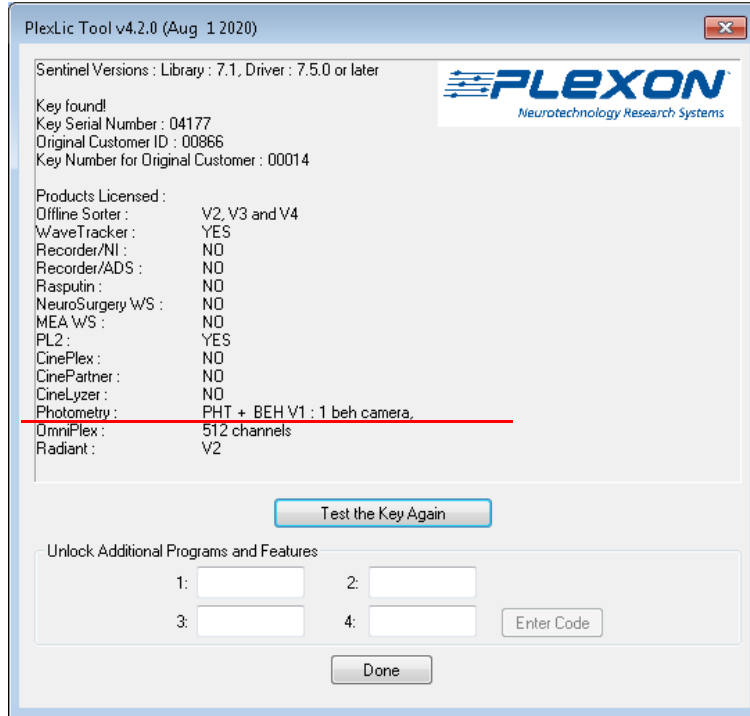 PlexLic Tool v4.2.0 (Aug  1 2020)
Sentinel Versions : Library : 7.1, Driver : 7.5.0 or later
PLEXON
Neurotechnology Research Systems
Key found!
Key Serial Number : 04177
Original Customer ID : 00866
Key Number for Original Customer : 00014
Products Licensed :
Offline Sorter : V2, V3 and V4
WaveTracker : YES
Recorder/NI : NO
Recorder/ADS : NO
Rasputin : NO
NeuroSurgery WS : NO
MEA WS : NO
PL2 : YES
CinePlex : NO
CinePartner : NO
CineLyzer : NO
Photometry : PHT + BEH V1 : 1 beh camera,
OmniPlex : 512 channels
Radiant : V2
Test the Key Again
Unlock Additional Programs and Features
1: 2:
3: 4: Enter Code
Done